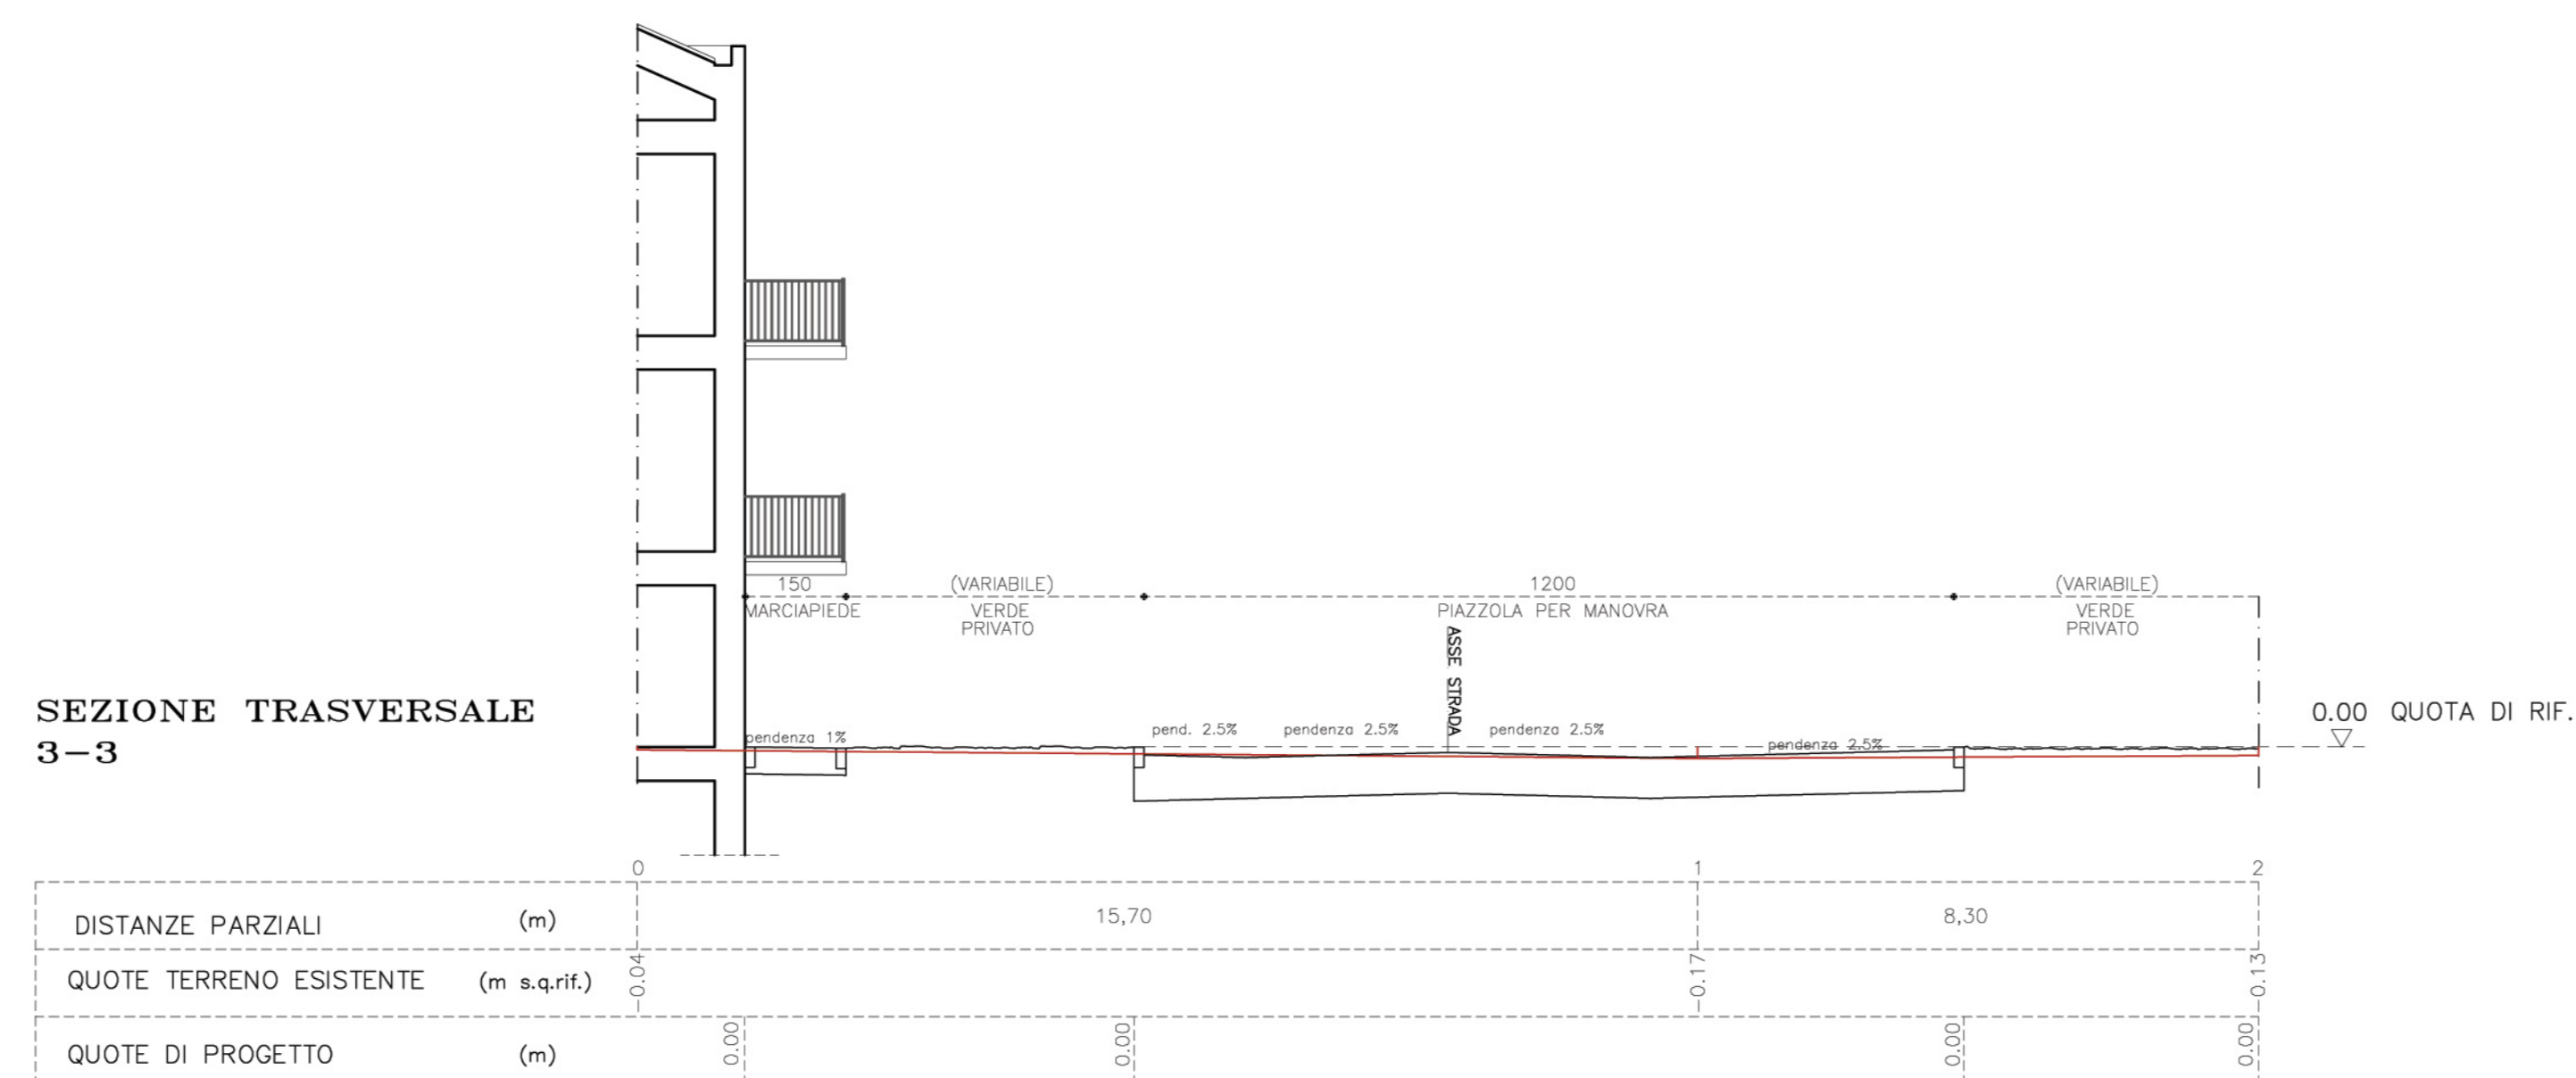 150
(VARIABILE)
1200
(VARIABILE)
MARCIAPIEDE
VERDE
PRIVATO
PIAZZOLA PER MANOVRA
VERDE
PRIVATO
ASSE STRADA
SEZIONE TRASVERSALE
3-3
0.00 QUOTA DI RIF.
pendenza 1%
pend. 2.5%
pendenza 2.5%
pendenza 2.5%
pendenza 2.5%
0
1
2
DISTANZE PARZIALI (m)
15,70
8,30
QUOTE TERRENO ESISTENTE (m s.q.rif.)
-0.04
-0.17
-0.13
QUOTE DI PROGETTO (m)
0.00
0.00
0.00
0.00